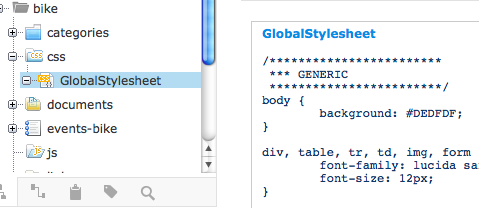 bike
categories
css
GlobalStylesheet
documents
events-bike
js
GlobalStylesheet
/*************************
*** GENERIC
*************************/
body {
background: #DEDFDF;
}
div, table, tr, td, img, form
font-family: lucida
font-size: 12px;
}